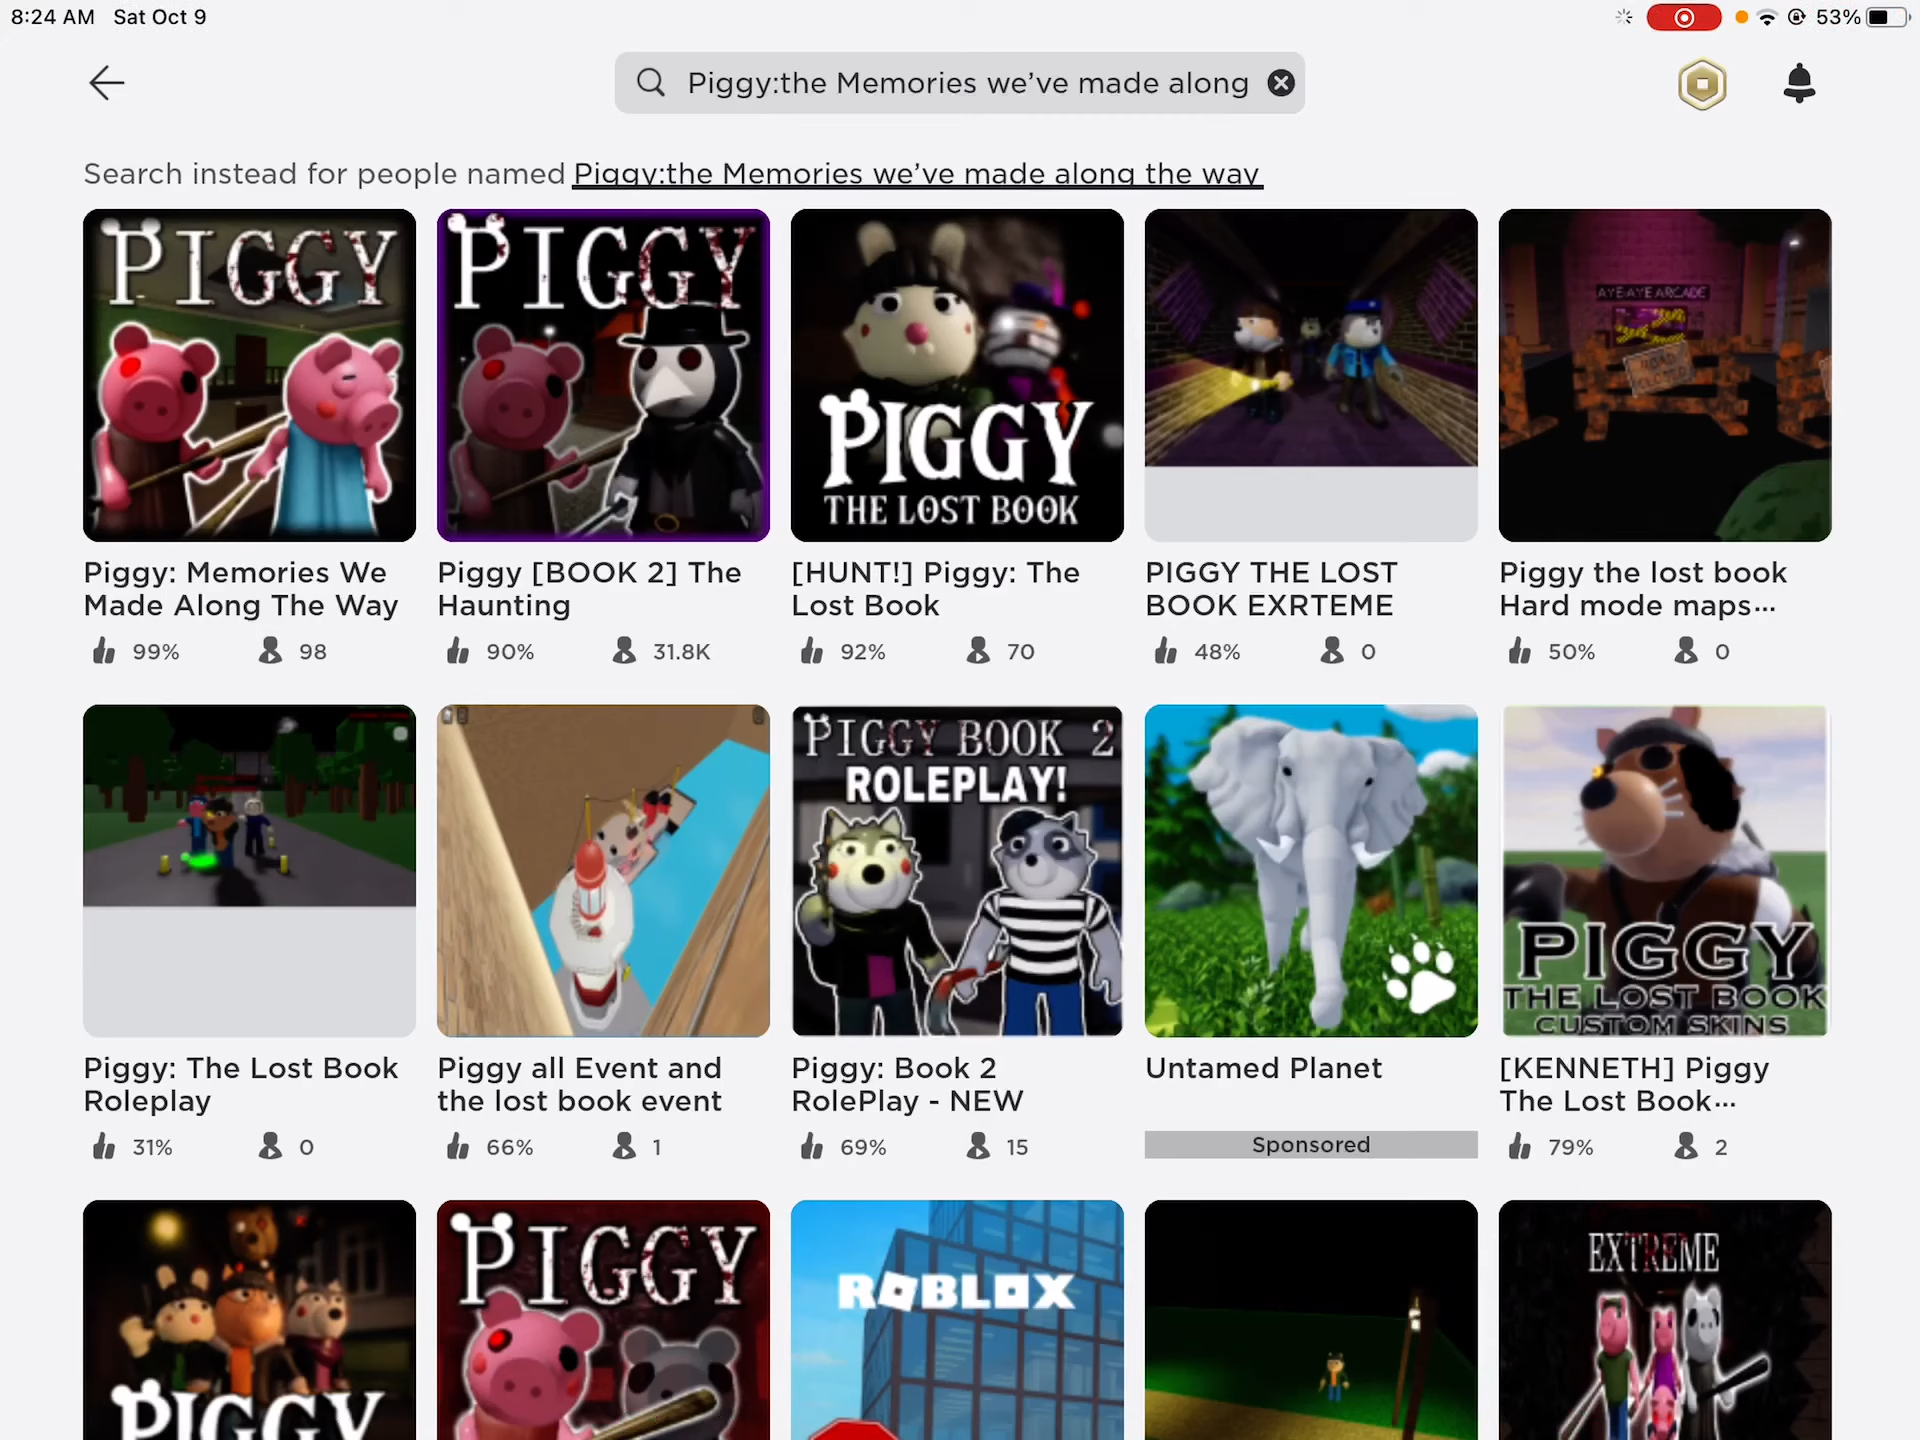 8:24 AM Sat Oct 9
53%
Piggy:the Memories we've made along
Search instead for people named Piggy:the Memories we've made along the way
PIGGY
PIGGY
PIGGY
THE LOST BOOK
AYE AYE ARCADE
ROAD CLOSED
Piggy: Memories We
Made Along The Way
99% 98
Piggy [BOOK 2] The
Haunting
90% 31.8K
[HUNT!] Piggy: The
Lost Book
92% 70
PIGGY THE LOST
BOOK EXRTEME
48% 0
Piggy the lost book
Hard mode maps...
50% 0
PIGGY BOOK 2
ROLEPLAY!
PIGGY
THE LOST BOOK
CUSTOM SKINS
Piggy: The Lost Book
Roleplay
31% 0
Piggy all Event and
the lost book event
66% 1
Piggy: Book 2
RolePlay - NEW
69% 15
Untamed Planet
Sponsored
[KENNETH] Piggy
The Lost Book...
79% 2
PIGGY
PIGGY
ROBLOX
EXTREME